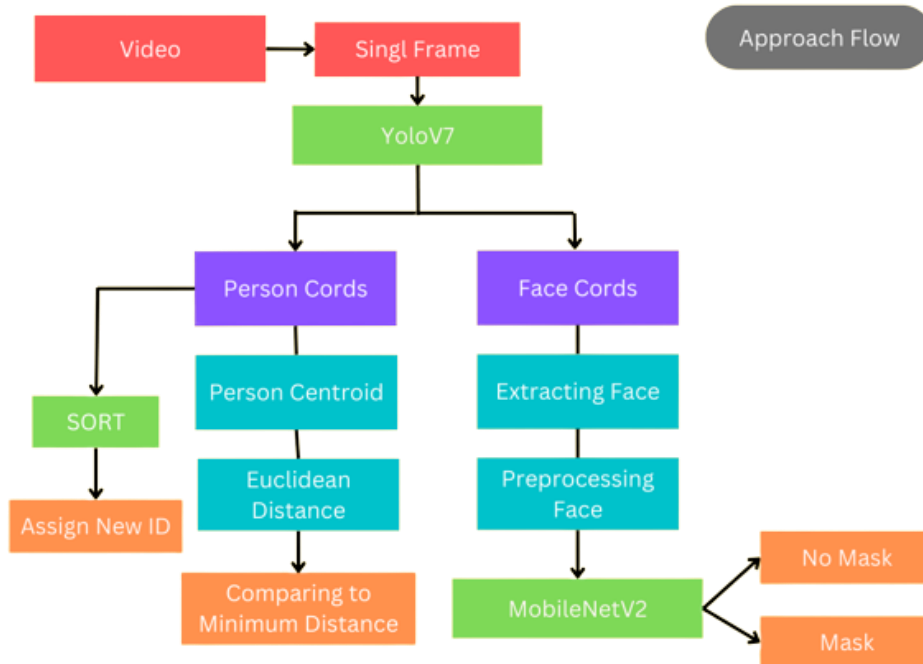 Video
Singl Frame
Approach Flow
YoloV7
Person Cords
Face Cords
Person Centroid
Extracting Face
SORT
Euclidean
Distance
Preprocessing
Face
Assign New ID
No Mask
Comparing to
Minimum Distance
MobileNetV2
Mask